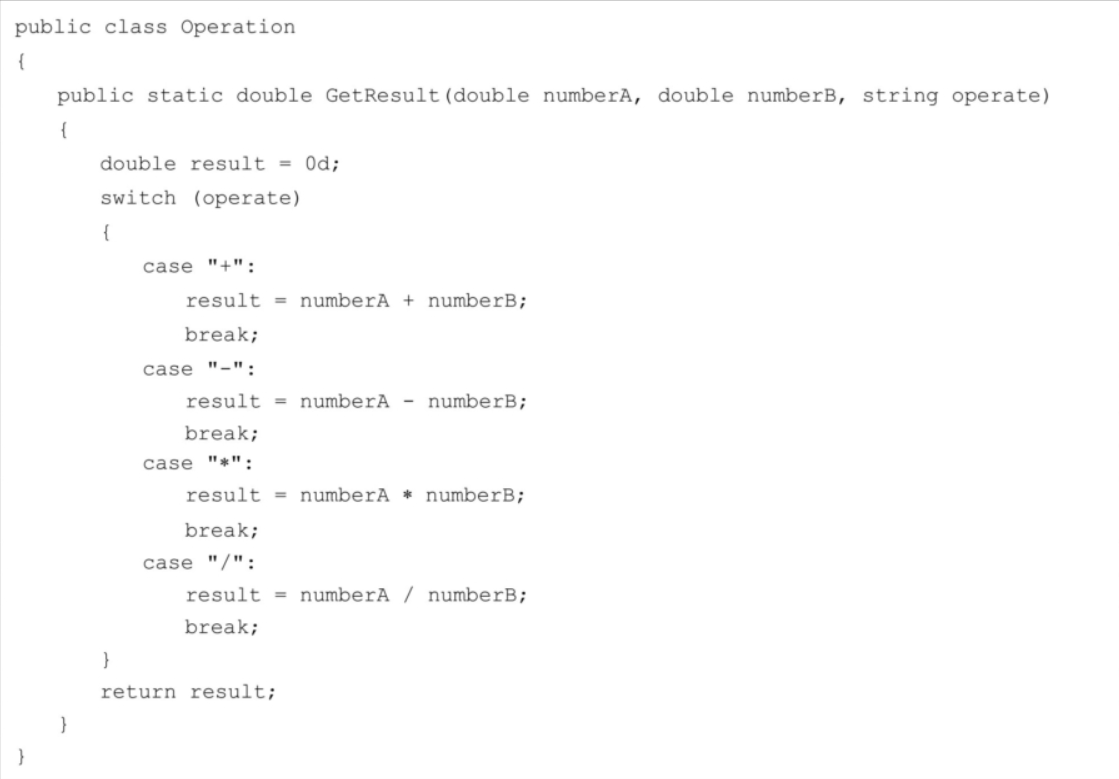 public class Operation
{
    public static double GetResult(double numberA, double numberB, string operate)
    {
        double result = 0d;
        switch (operate)
        {
            case "+":
                result = numberA + numberB;
                break;
            case "-":
                result = numberA - numberB;
                break;
            case "*":
                result = numberA * numberB;
                break;
            case "/":
                result = numberA / numberB;
                break;
        }
        return result;
    }
}